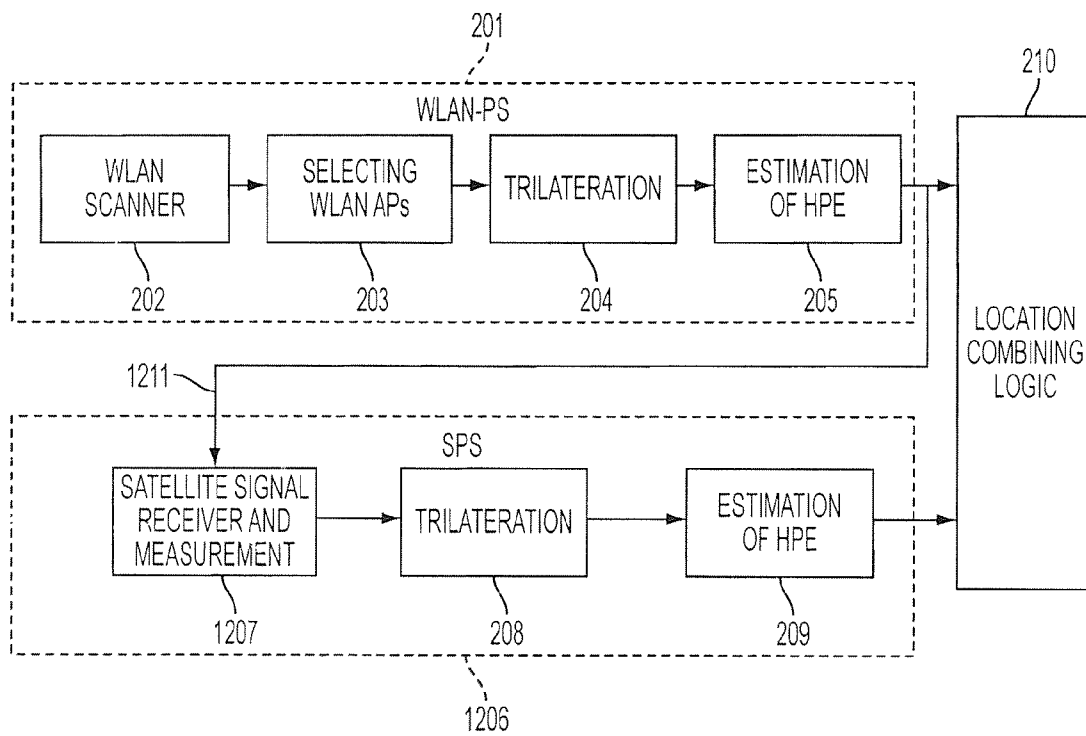 201
210
WLAN-PS
WLAN
SCANNER
SELECTING
WLAN APs
TRILATERATION
ESTIMATION
OF HPE
202
203
204
205
LOCATION
COMBINING
LOGIC
1211
SPS
SATELLITE SIGNAL
RECEIVER AND
MEASUREMENT
TRILATERATION
ESTIMATION
OF HPE
1207
208
209
1206